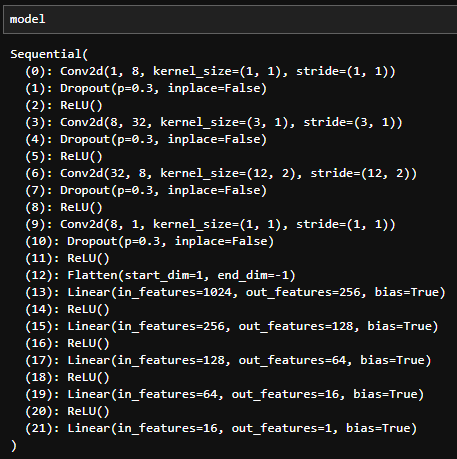 model
Sequential(
(0): Conv2d(1, 8, kernel_size=(1, 1), stride=(1, 1))
(1): Dropout(p=0.3, inplace=False)
(2): ReLU()
(3): Conv2d(8, 32, kernel_size=(3, 1), stride=(3, 1))
(4): Dropout(p=0.3, inplace=False)
(5): ReLU()
(6): Conv2d(32, 8, kernel_size=(12, 2), stride=(12, 2))
(7): Dropout(p=0.3, inplace=False)
(8): ReLU()
(9): Conv2d(8, 1, kernel_size=(1, 1), stride=(1, 1))
(10): Dropout(p=0.3, inplace=False)
(11): ReLU()
(12): Flatten(start_dim=1, end_dim=-1)
(13): Linear(in_features=1024, out_features=256, bias=True)
(14): ReLU()
(15): Linear(in_features=256, out_features=128, bias=True)
(16): ReLU()
(17): Linear(in_features=128, out_features=64, bias=True)
(18): ReLU()
(19): Linear(in_features=64, out_features=16, bias=True)
(20): ReLU()
(21): Linear(in_features=16, out_features=1, bias=True)
)